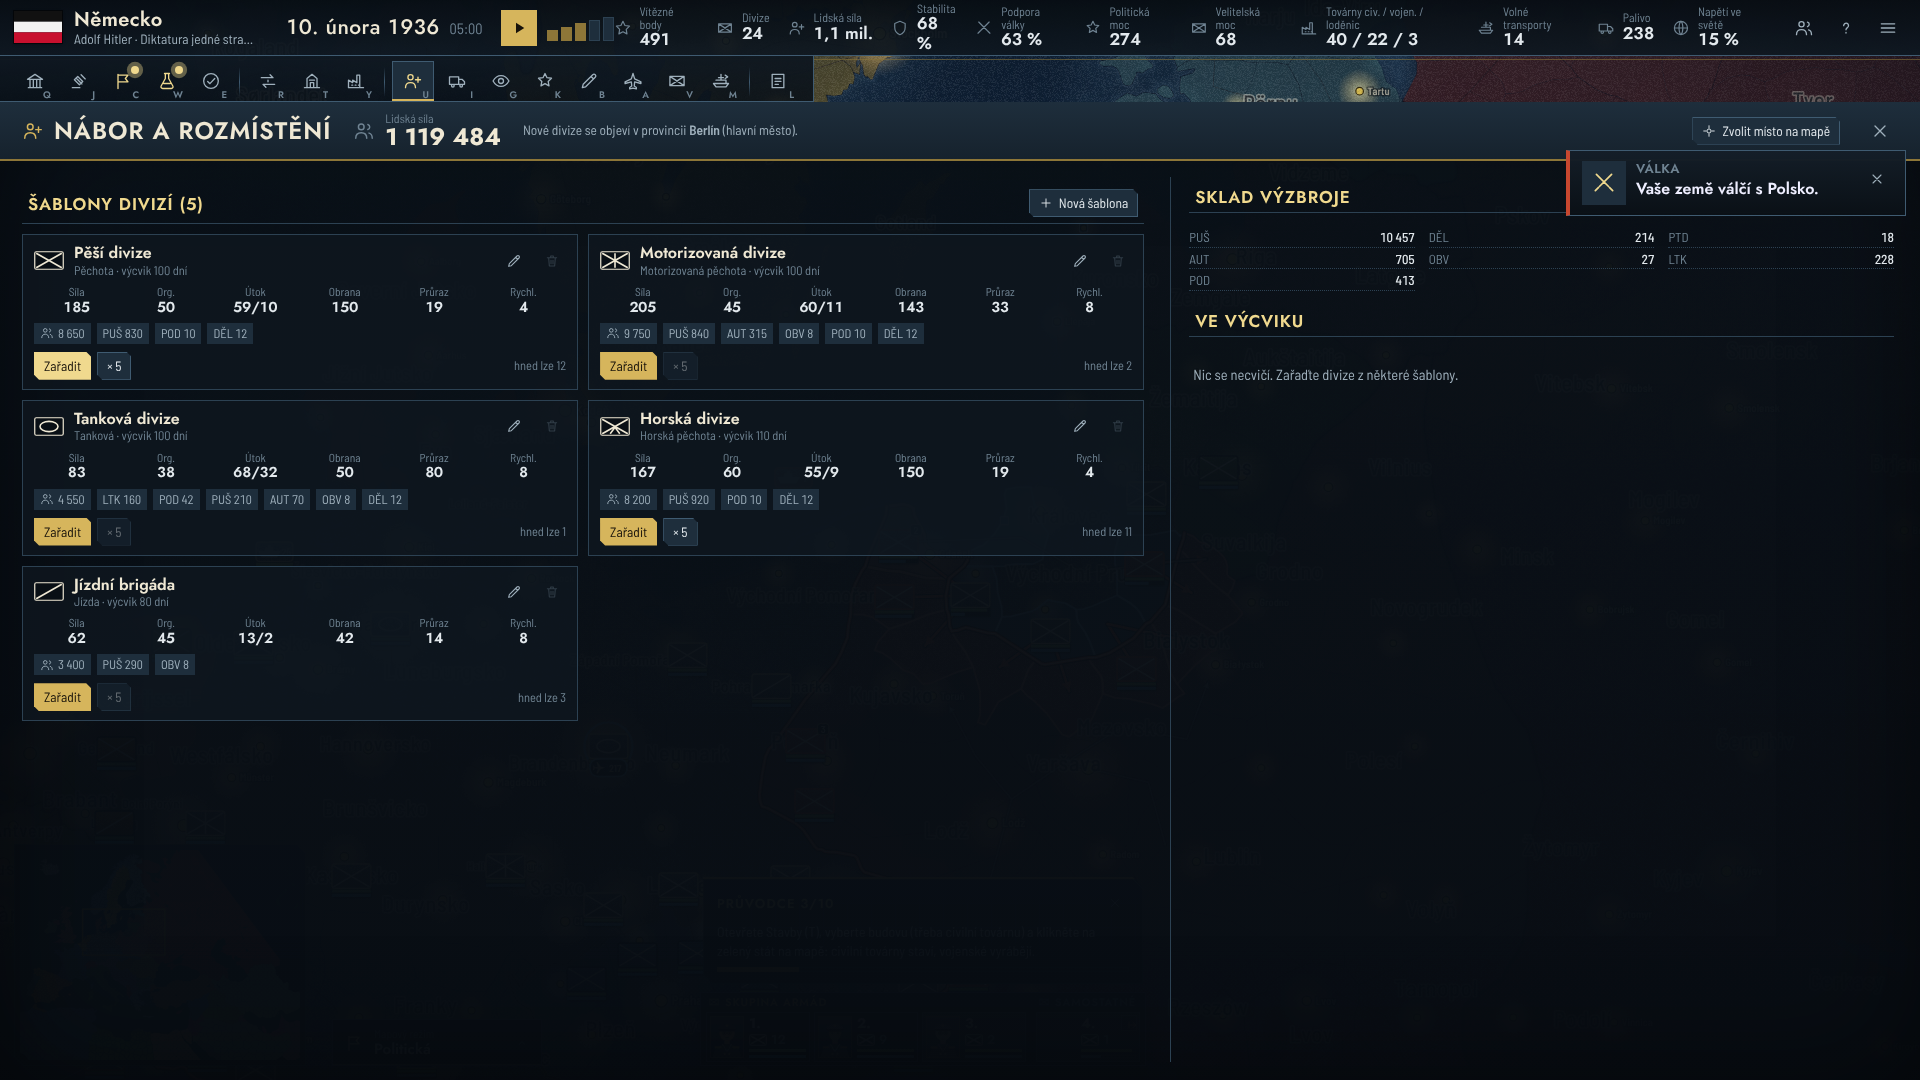 Německo
Adolf Hitler · Diktatura jedné stra...
10. února 1936 05:00
Vítězné body
491
Divize
24
Lidská síla
1,1 mil.
Stabilita
68 %
Podpora války
63 %
Politická moc
274
Velitelská moc
68
Továrny civ. / vojen. / loděnic
40 / 22 / 3
Volné transporty
14
Palivo
238
Napětí ve světě
15 %
?
Q J C W E R T Y U I G K B A V M L
Tartu
NÁBOR A ROZMÍSTĚNÍ
Lidská síla
1 119 484
Nové divize se objeví v provincii Berlín (hlavní město).
Zvolit místo na mapě
VÁLKA
Vaše země válčí s Polsko.
ŠABLONY DIVIZÍ (5)
Nová šablona
Pěší divize
Pěchota · výcvik 100 dní
Síla Org. Útok Obrana Průraz Rychl.
185 50 59/10 150 19 4
8 650 PUŠ 830 POD 10 DĚL 12
Zařadit × 5 hned lze 12
Motorizovaná divize
Motorizovaná pěchota · výcvik 100 dní
Síla Org. Útok Obrana Průraz Rychl.
205 45 60/11 143 33 8
9 750 PUŠ 840 AUT 315 OBV 8 POD 10 DĚL 12
Zařadit × 5 hned lze 2
Tanková divize
Tanková · výcvik 100 dní
Síla Org. Útok Obrana Průraz Rychl.
83 38 68/32 50 80 8
4 550 LTK 160 POD 42 PUŠ 210 AUT 70 OBV 8 DĚL 12
Zařadit × 5 hned lze 1
Horská divize
Horská pěchota · výcvik 110 dní
Síla Org. Útok Obrana Průraz Rychl.
167 60 55/9 150 19 4
8 200 PUŠ 920 POD 10 DĚL 12
Zařadit × 5 hned lze 11
Jízdní brigáda
Jízda · výcvik 80 dní
Síla Org. Útok Obrana Průraz Rychl.
62 45 13/2 42 14 8
3 400 PUŠ 290 OBV 8
Zařadit × 5 hned lze 3
SKLAD VÝZBROJE
PUŠ 10 457 DĚL 214 PTD 18
AUT 705 OBV 27 LTK 228
POD 413
VE VÝCVIKU
Nic se necvičí. Zařaďte divize z některé šablony.